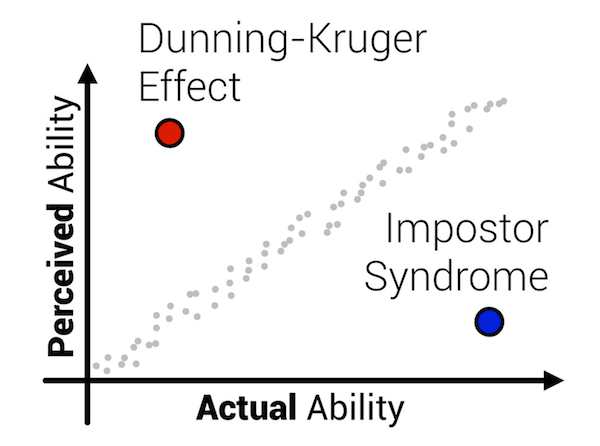 Dunning-Kruger
Effect
Perceived Ability
Impostor
Syndrome
Actual Ability